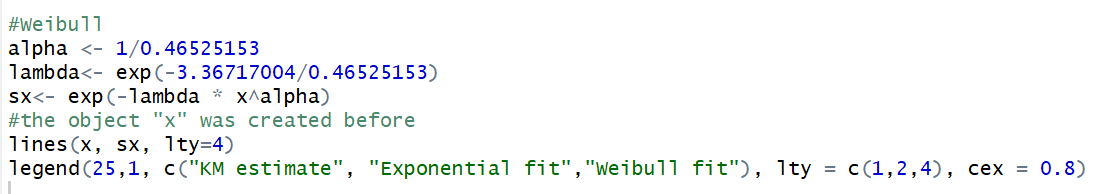 #Weibull
alpha <- 1/0.46525153
lambda<- exp(-3.36717004/0.46525153)
sx<- exp(-lambda * x^alpha)
#the object "x" was created before
lines(x, sx, lty=4)
legend(25,1, c("KM estimate", "Exponential fit","Weibull fit"), lty = c(1,2,4), cex = 0.8)